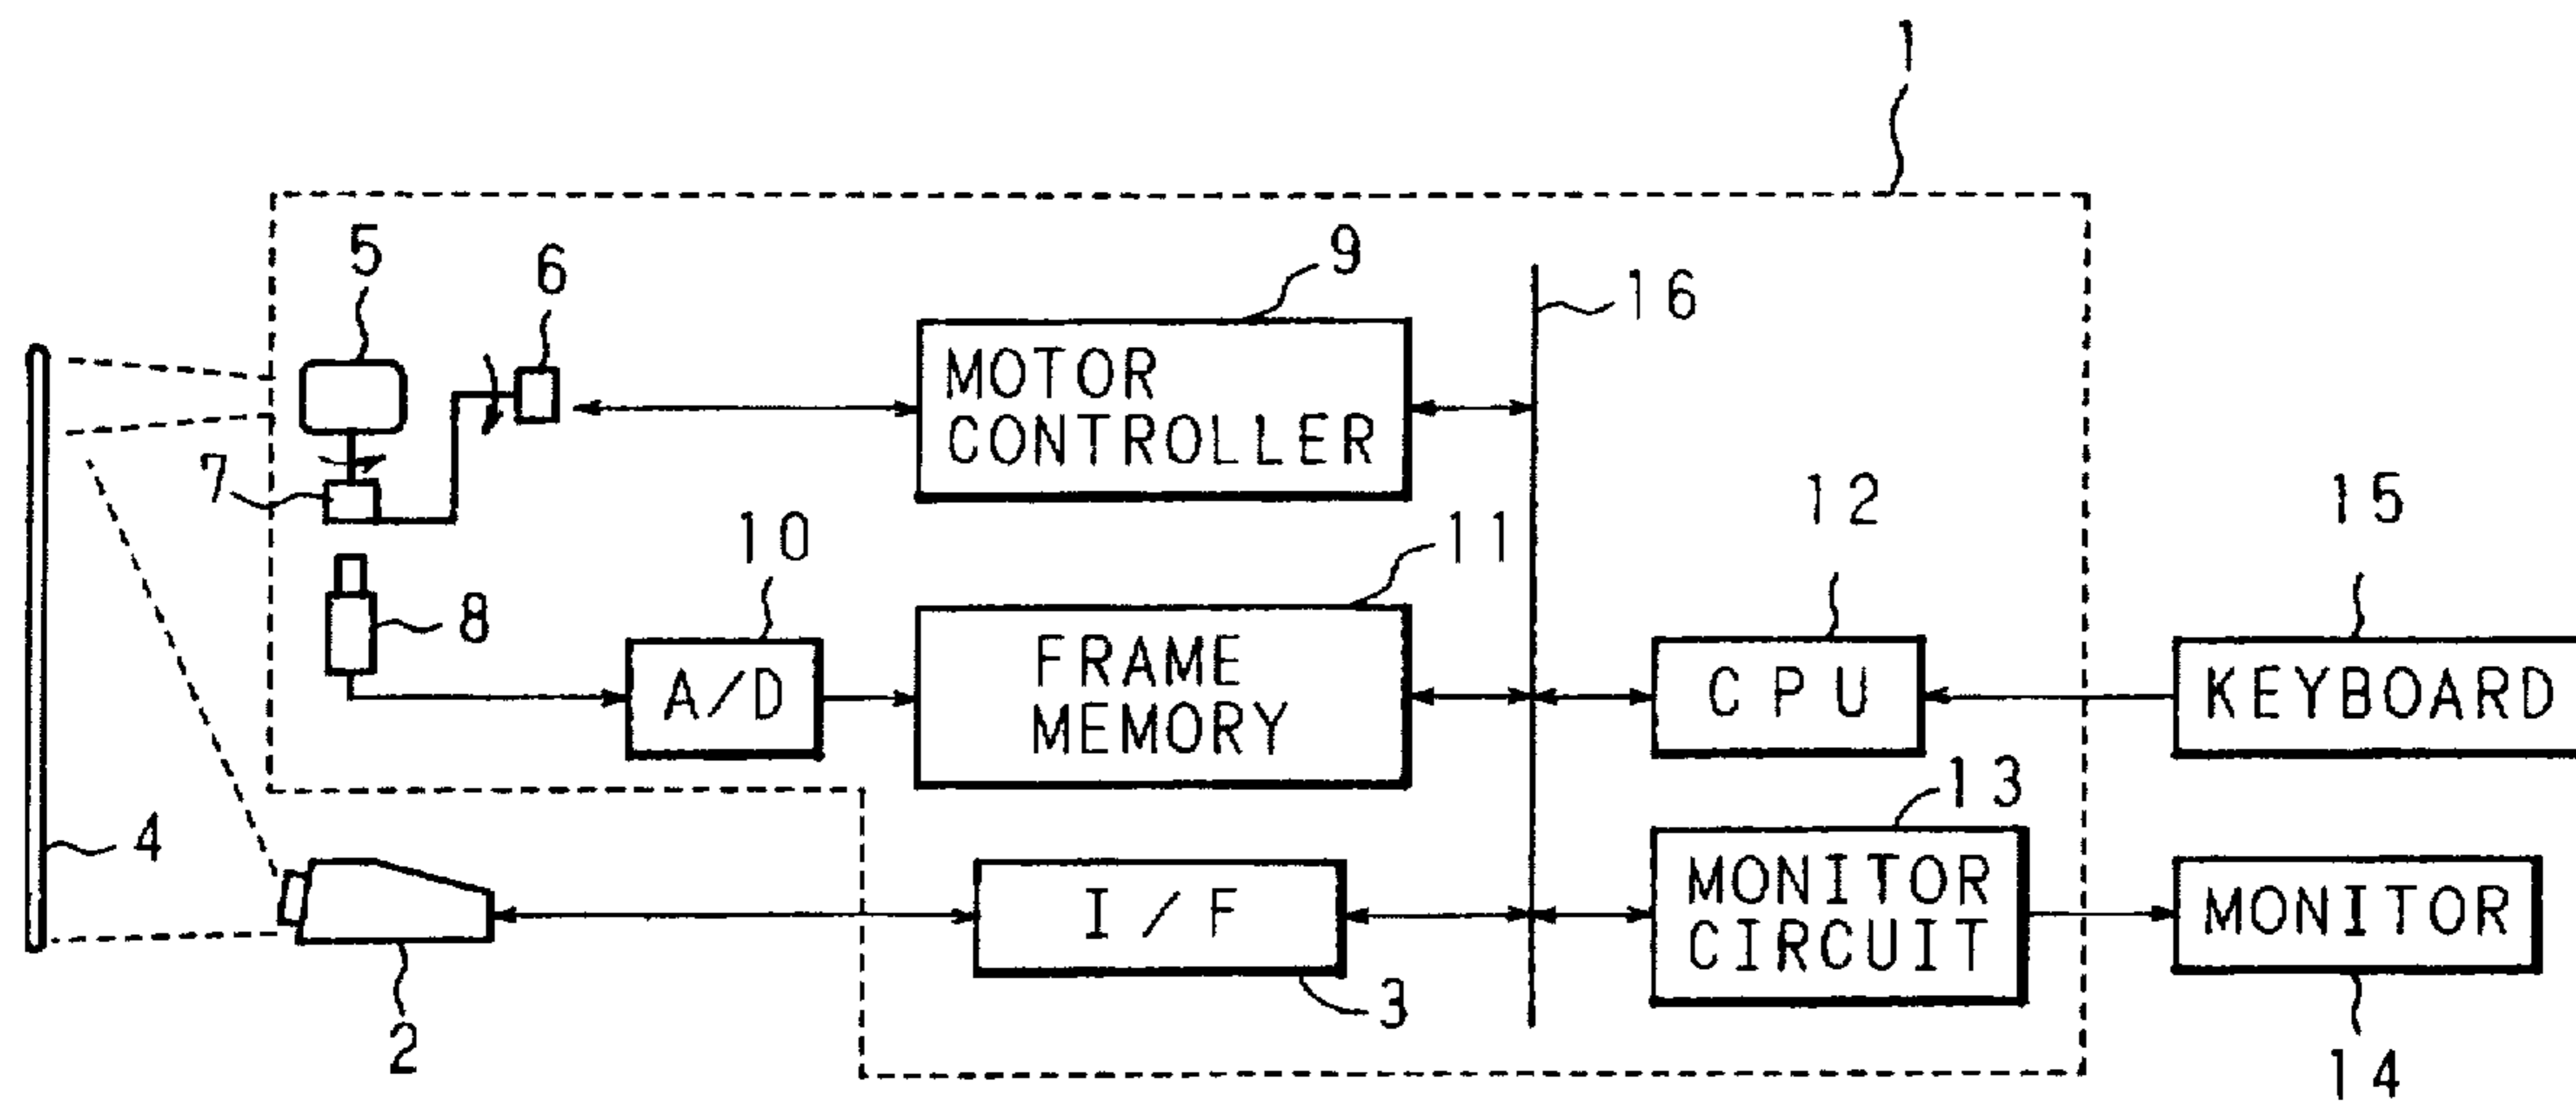 1
5
6
9
16
MOTOR
CONTROLLER
7
10
11
12
15
8
A/D
FRAME
MEMORY
CPU
KEYBOARD
13
4
I/F
MONITOR
CIRCUIT
MONITOR
3
2
14